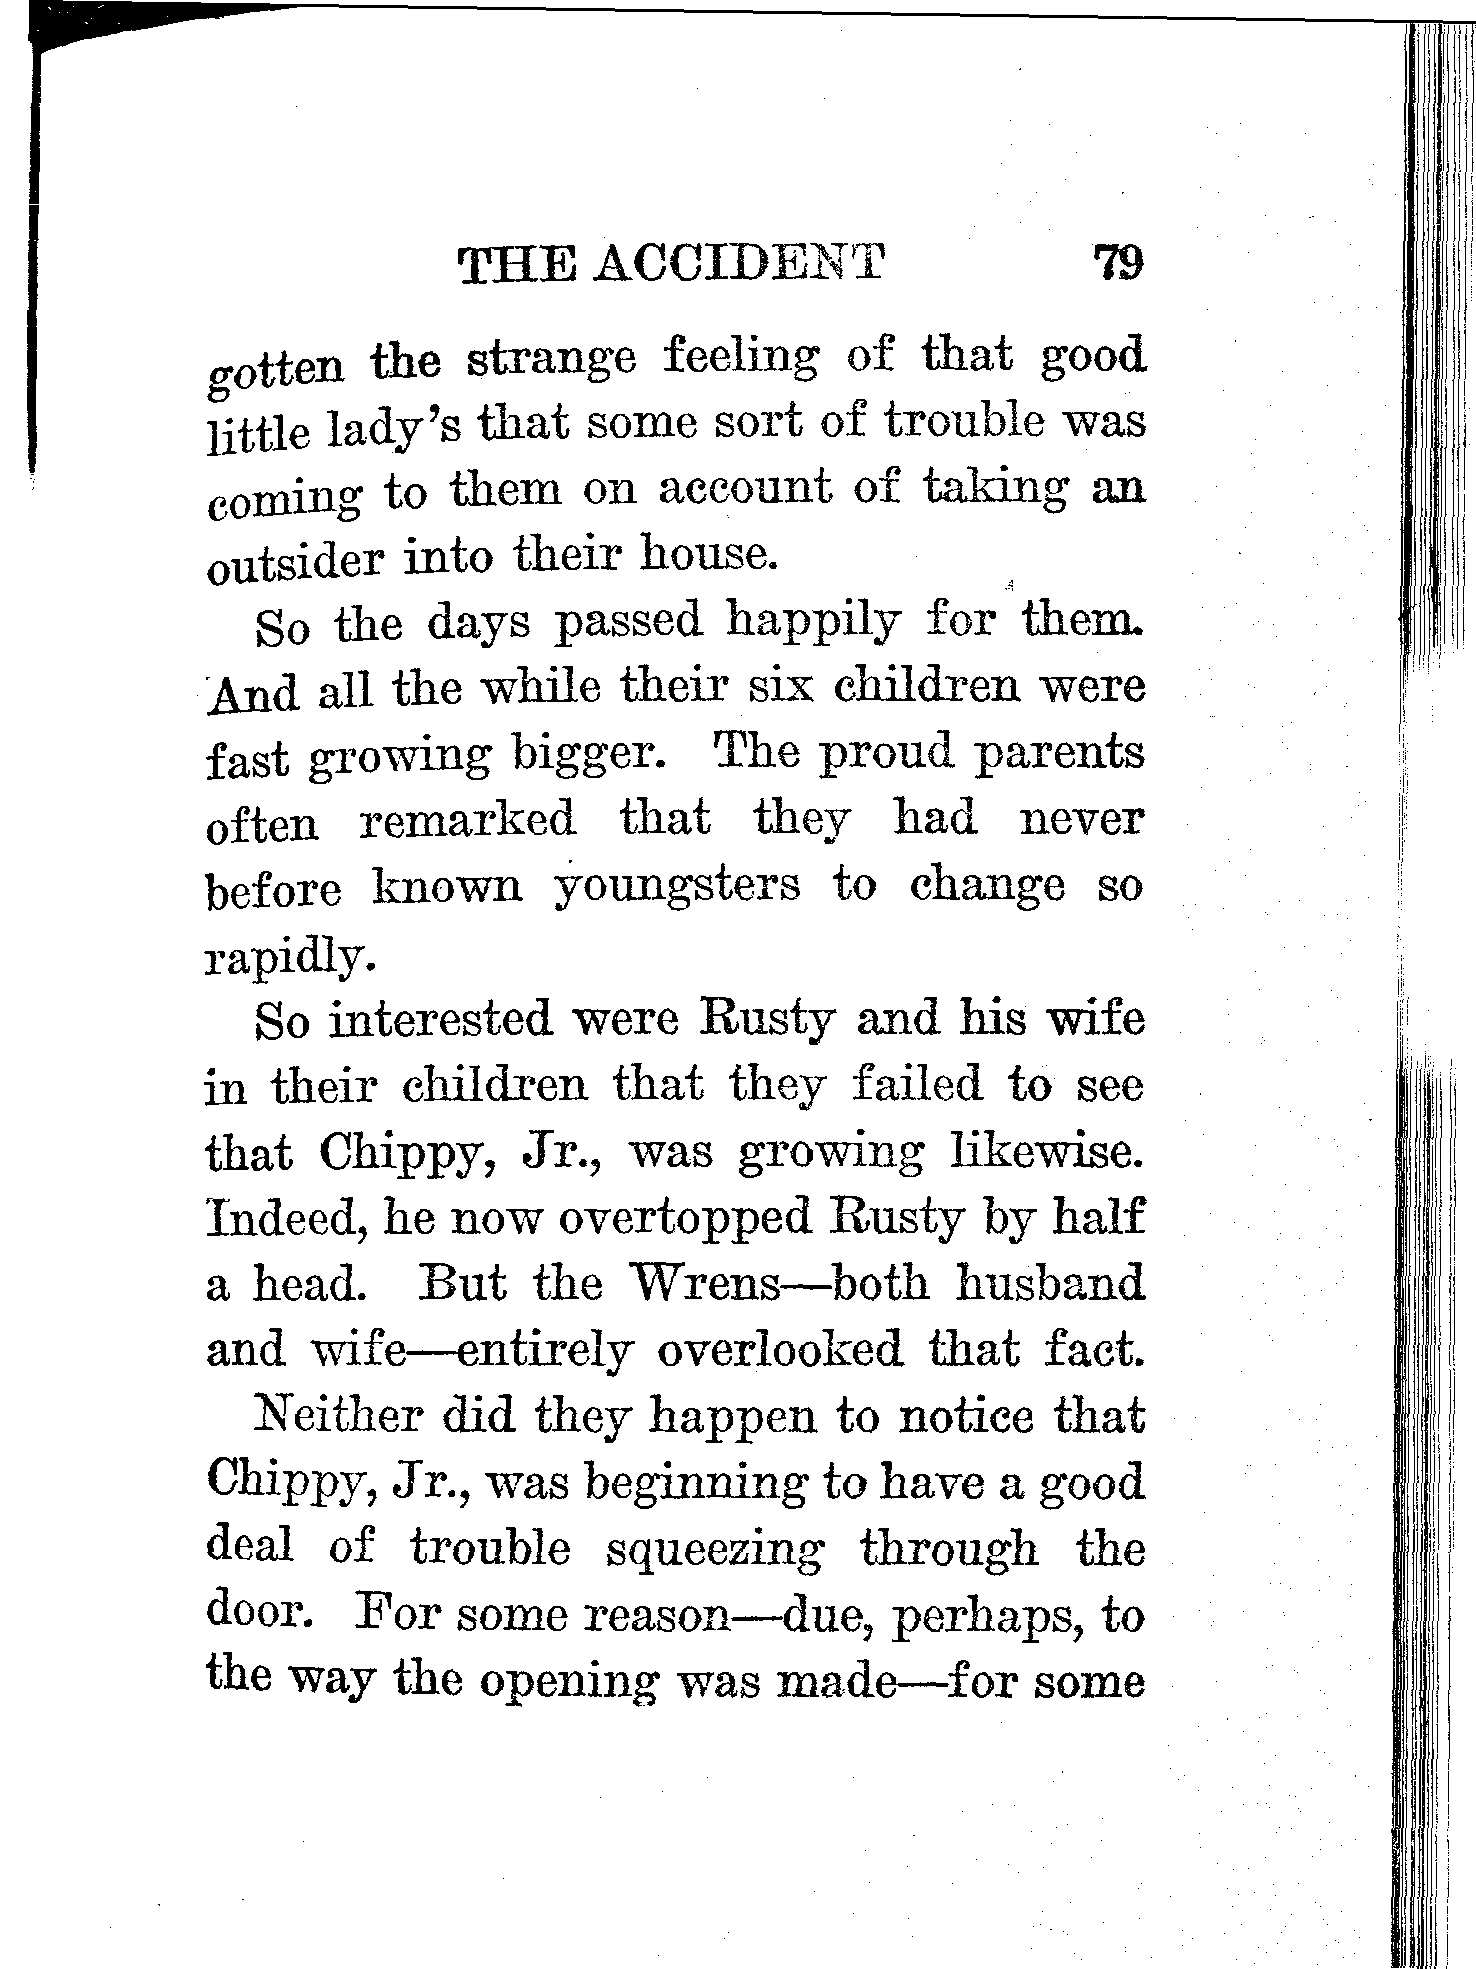 THE ACCIDENT 79
gotten the strange feeling of that good
little lady's that some sort of trouble was
coming to them on account of taking an
outsider into their house.
So the days passed happily for them.
And all the while their six children were
fast growing bigger. The proud parents
often remarked that they had never
before known youngsters to change so
rapidly.
So interested were Rusty and his wife
in their children that they failed to see
that Chippy, Jr., was growing likewise.
Indeed, he now overtopped Rusty by half
a head. But the Wrens—both husband
and wife—entirely overlooked that fact.
Neither did they happen to notice that
Chippy, Jr., was beginning to have a good
deal of trouble squeezing through the
door. For some reason—due, perhaps, to
the way the opening was made—for some